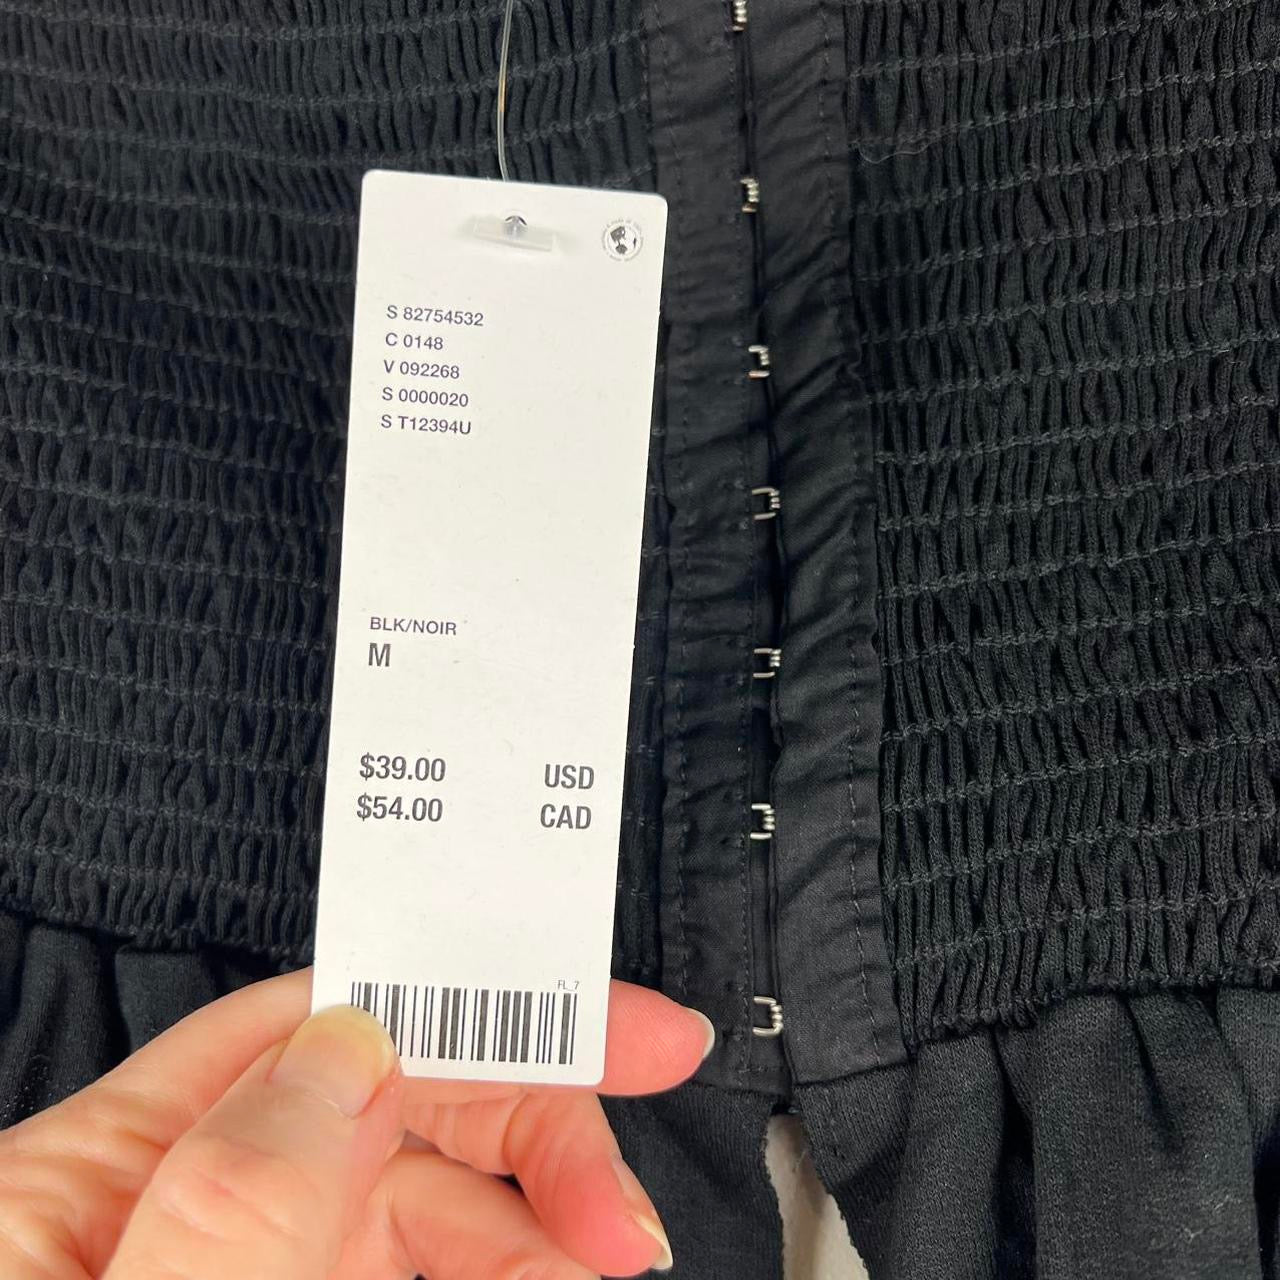 S 82754532
C 0148
V 092268
S 0000020
S T12394U
BLK/NOIR
M
$39.00 USD
$54.00 CAD
FL_7